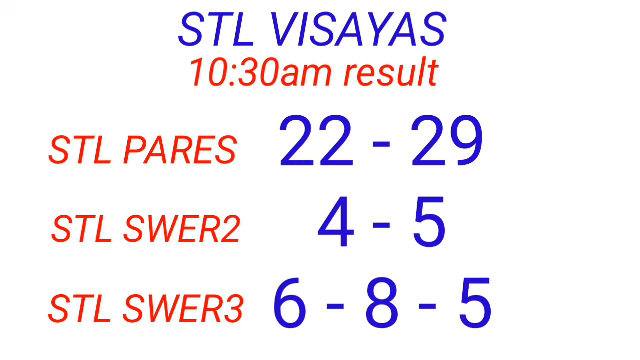 STL VISAYAS
10:30am result
STL PARES 22 - 29
STL SWER2 4 - 5
STL SWER3 6 - 8 - 5